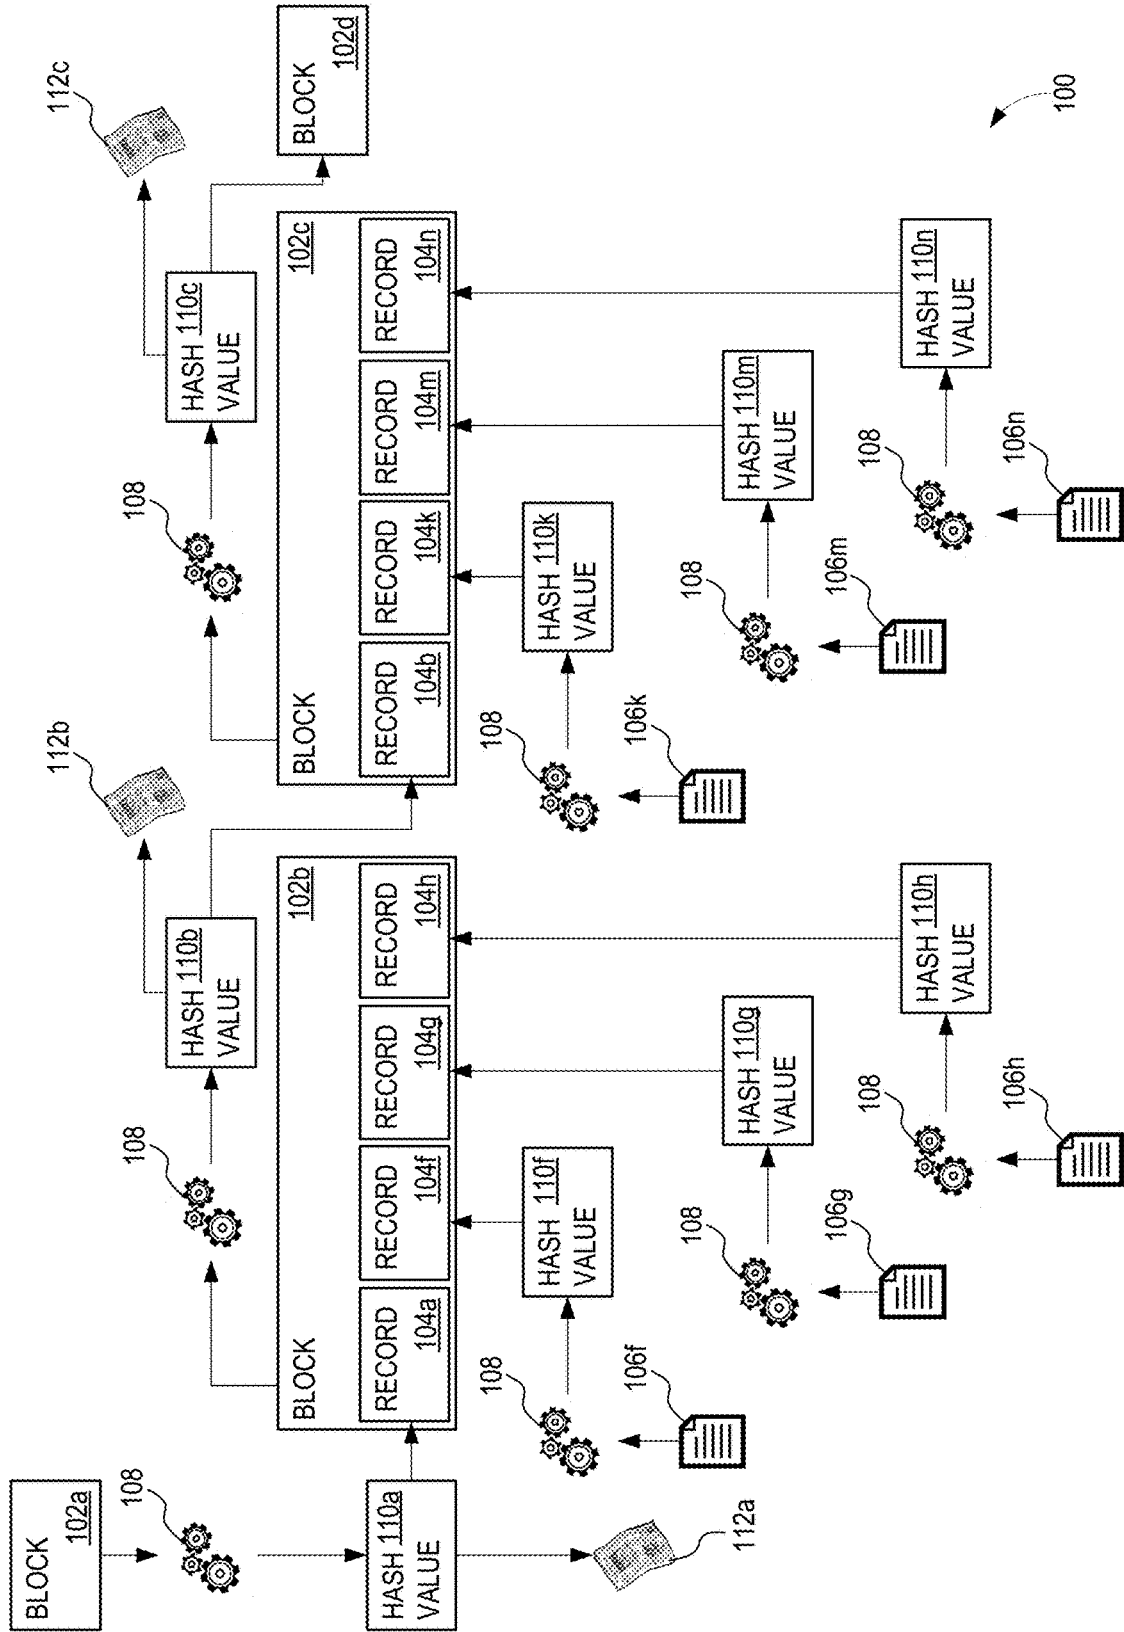 BLOCK
102a
112b
112c
108
108
108
HASH 110b
VALUE
HASH 110c
VALUE
BLOCK 102b
BLOCK 102c
BLOCK
102d
HASH 110a
VALUE
RECORD
104a
RECORD
104f
RECORD
104g
RECORD
104h
RECORD
104b
RECORD
104k
RECORD
104m
RECORD
104n
108
HASH 110f
VALUE
108
HASH 110k
VALUE
106f
106k
112a
108
HASH 110g
VALUE
108
HASH 110m
VALUE
106g
106m
108
HASH 110h
VALUE
108
HASH 110n
VALUE
106h
106n
100